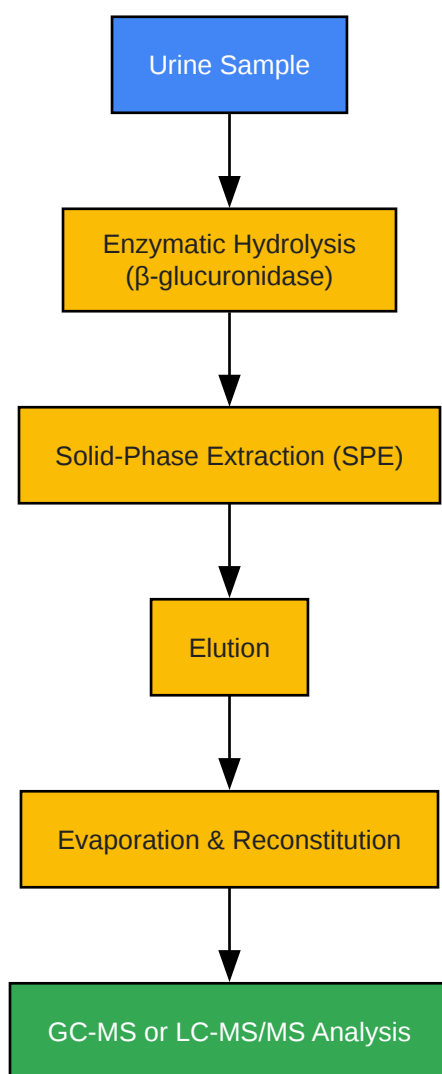 Urine Sample
Enzymatic Hydrolysis
(β-glucuronidase)
Solid-Phase Extraction (SPE)
Elution
Evaporation & Reconstitution
GC-MS or LC-MS/MS Analysis